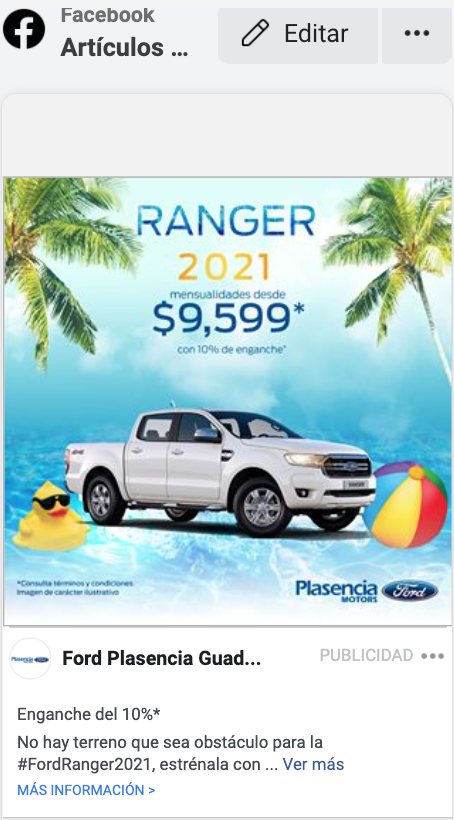 Facebook
Artículos ...
Editar
RANGER
2021
mensualidades desde
$9,599*
con 10% de enganche*
4x4
RANGER
*Consulta términos y condiciones.
Imagen de carácter ilustrativo
Plasencia
MOTORS
Ford
Ford Plasencia Guad...
PUBLICIDAD
Enganche del 10%*
No hay terreno que sea obstáculo para la
#FordRanger2021, estrénala con ... Ver más
MÁS INFORMACIÓN >